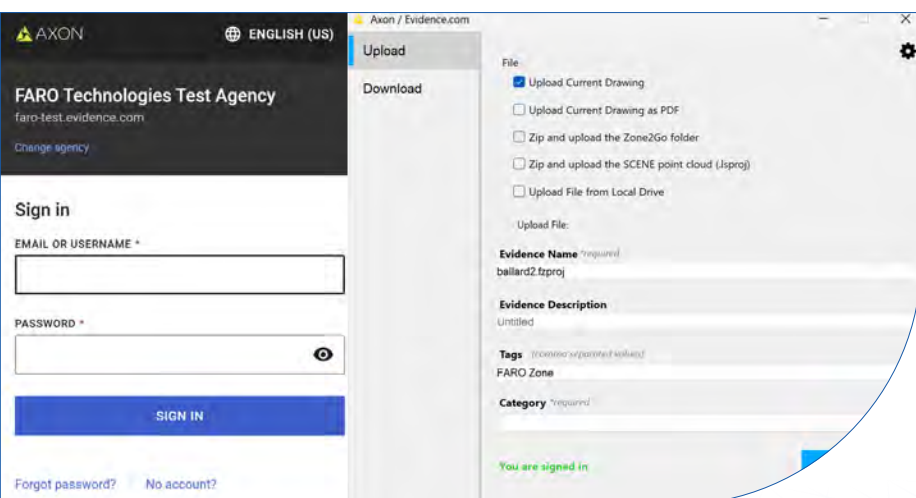 AXON
ENGLISH (US)
FARO Technologies Test Agency
faro-test.evidence.com
Change agency
Sign in
EMAIL OR USERNAME *
PASSWORD *
SIGN IN
Forgot password?
No account?
Axon / Evidence.com
Upload
Download
File
Upload Current Drawing
Upload Current Drawing as PDF
Zip and upload the Zone2Go folder
Zip and upload the SCENE point cloud (.lsproj)
Upload File from Local Drive
Upload File:
Evidence Name *required
ballard2.fzproj
Evidence Description
Untitled
Tags (comma separated values)
FARO Zone
Category *required
You are signed in